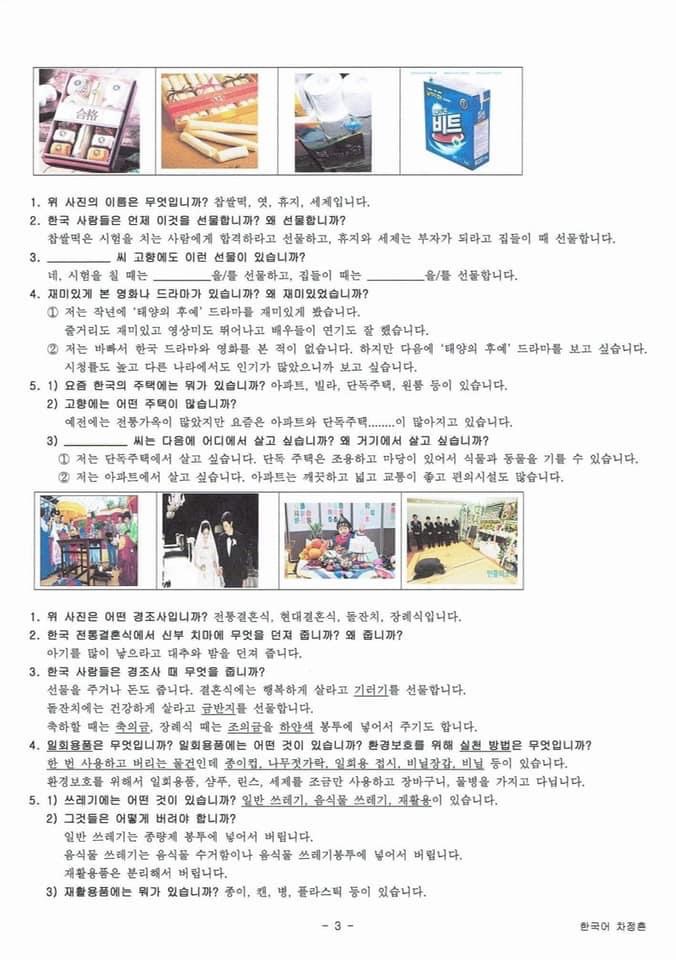 合格
비트
1. 위 사진의 이름은 무엇입니까? 찹쌀떡, 엿, 휴지, 세제입니다.
2. 한국 사람들은 언제 이것을 선물합니까? 왜 선물합니까?
찹쌀떡은 시험을 치는 사람에게 합격하라고 선물하고, 휴지와 세제는 부자가 되라고 집들이 때 선물합니다.
3. __________ 씨 고향에도 이런 선물이 있습니까?
네, 시험을 칠 때는 _________을/를 선물하고, 집들이 때는 _________을/를 선물합니다.
4. 재미있게 본 영화나 드라마가 있습니까? 왜 재미있었습니까?
① 저는 작년에 ‘태양의 후예’ 드라마를 재미있게 봤습니다.
줄거리도 재미있고 영상미도 뛰어나고 배우들이 연기도 잘 했습니다.
② 저는 바빠서 한국 드라마와 영화를 본 적이 없습니다. 하지만 다음에 ‘태양의 후예’ 드라마를 보고 싶습니다.
시청률도 높고 다른 나라에서도 인기가 많았으니까 보고 싶습니다.
5. 1) 요즘 한국의 주택에는 뭐가 있습니까? 아파트, 빌라, 단독주택, 원룸 등이 있습니다.
2) 고향에는 어떤 주택이 많습니까?
예전에는 전통가옥이 많았지만 요즘은 아파트와 단독주택........이 많아지고 있습니다.
3) __________ 씨는 다음에 어디에서 살고 싶습니까? 왜 거기에서 살고 싶습니까?
① 저는 단독주택에서 살고 싶습니다. 단독 주택은 조용하고 마당이 있어서 식물과 동물을 기를 수 있습니다.
② 저는 아파트에서 살고 싶습니다. 아파트는 깨끗하고 넓고 교통이 좋고 편의시설도 많습니다.
1. 위 사진은 어떤 경조사입니까? 전통결혼식, 현대결혼식, 돌잔치, 장례식입니다.
2. 한국 전통결혼식에서 신부 치마에 무엇을 던져 줍니까? 왜 줍니까?
아기를 많이 낳으라고 대추와 밤을 던져 줍니다.
3. 한국 사람들은 경조사 때 무엇을 줍니까?
선물을 주거나 돈도 줍니다. 결혼식에는 행복하게 살라고 기러기를 선물합니다.
돌잔치에는 건강하게 살라고 금반지를 선물합니다.
축하할 때는 축의금, 장례식 때는 조의금을 하얀색 봉투에 넣어서 주기도 합니다.
4. 일회용품은 무엇입니까? 일회용품에는 어떤 것이 있습니까? 환경보호를 위해 실천 방법은 무엇입니까?
한 번 사용하고 버리는 물건인데 종이컵, 나무젓가락, 일회용 접시, 비닐장갑, 비닐 등이 있습니다.
환경보호를 위해서 일회용품, 샴푸, 린스, 세제를 조금만 사용하고 장바구니, 물병을 가지고 다닙니다.
5. 1) 쓰레기에는 어떤 것이 있습니까? 일반 쓰레기, 음식물 쓰레기, 재활용이 있습니다.
2) 그것들은 어떻게 버려야 합니까?
일반 쓰레기는 종량제 봉투에 넣어서 버립니다.
음식물 쓰레기는 음식물 수거함이나 음식물 쓰레기봉투에 넣어서 버립니다.
재활용품은 분리해서 버립니다.
3) 재활용품에는 뭐가 있습니까? 종이, 캔, 병, 플라스틱 등이 있습니다.
- 3 -
한국어 차정흔